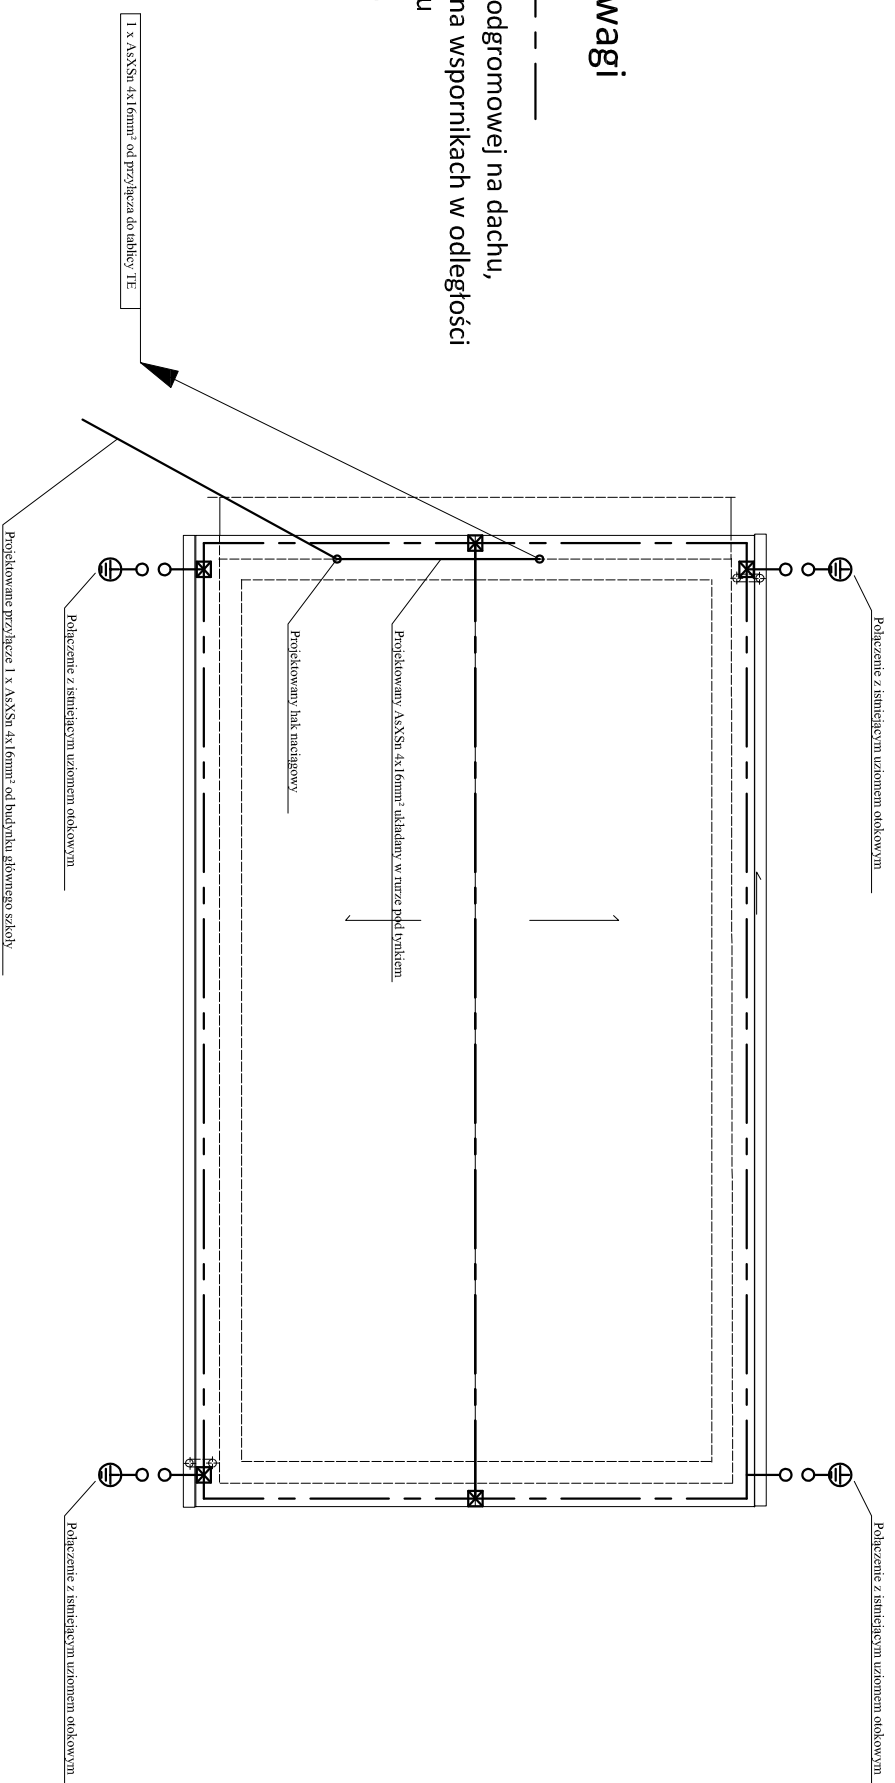 wagi
odgromowej na dachu,
na wspornikach w odległości
u
1 x AsXSn 4x16mm² od przyłącza do tablicy TE
Połączenie z istniejącym uziomem otokowym
Połączenie z istniejącym uziomem otokowym
Projektowany AsXSn 4x16mm² układany w rurze pod tynkiem
Projektowany hak naciągowy
Połączenie z istniejącym uziomem otokowym
Połączenie z istniejącym uziomem otokowym
Projektowane przyłącze 1 x AsXSn 4x16mm² od budynku głównego szkoły